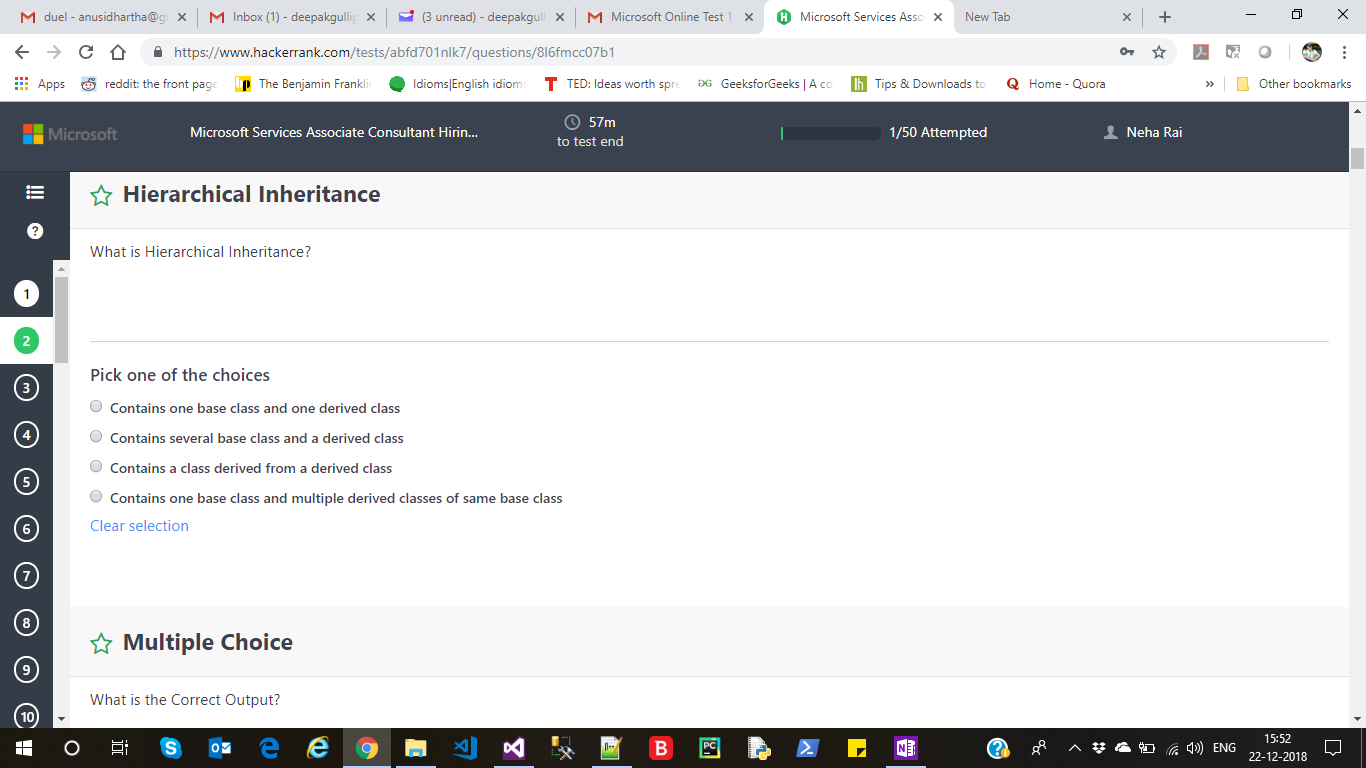 duel - anusidhartha@g
Inbox (1) - deepakgullip
(3 unread) - deepakgull
Microsoft Online Test 1
Microsoft Services Asso
New Tab
https://www.hackerrank.com/tests/abfd701nlk7/questions/8l6fmcc07b1
Apps
reddit: the front page
The Benjamin Franklin
Idioms|English idioms
TED: Ideas worth spre
GeeksforGeeks | A co
Tips & Downloads to
Home - Quora
»
Other bookmarks
Microsoft
Microsoft Services Associate Consultant Hirin...
57m
to test end
1/50 Attempted
Neha Rai
Hierarchical Inheritance
?
What is Hierarchical Inheritance?
1
2
3
4
5
6
7
8
9
10
Pick one of the choices
Contains one base class and one derived class
Contains several base class and a derived class
Contains a class derived from a derived class
Contains one base class and multiple derived classes of same base class
Clear selection
Multiple Choice
What is the Correct Output?
ENG
15:52
22-12-2018